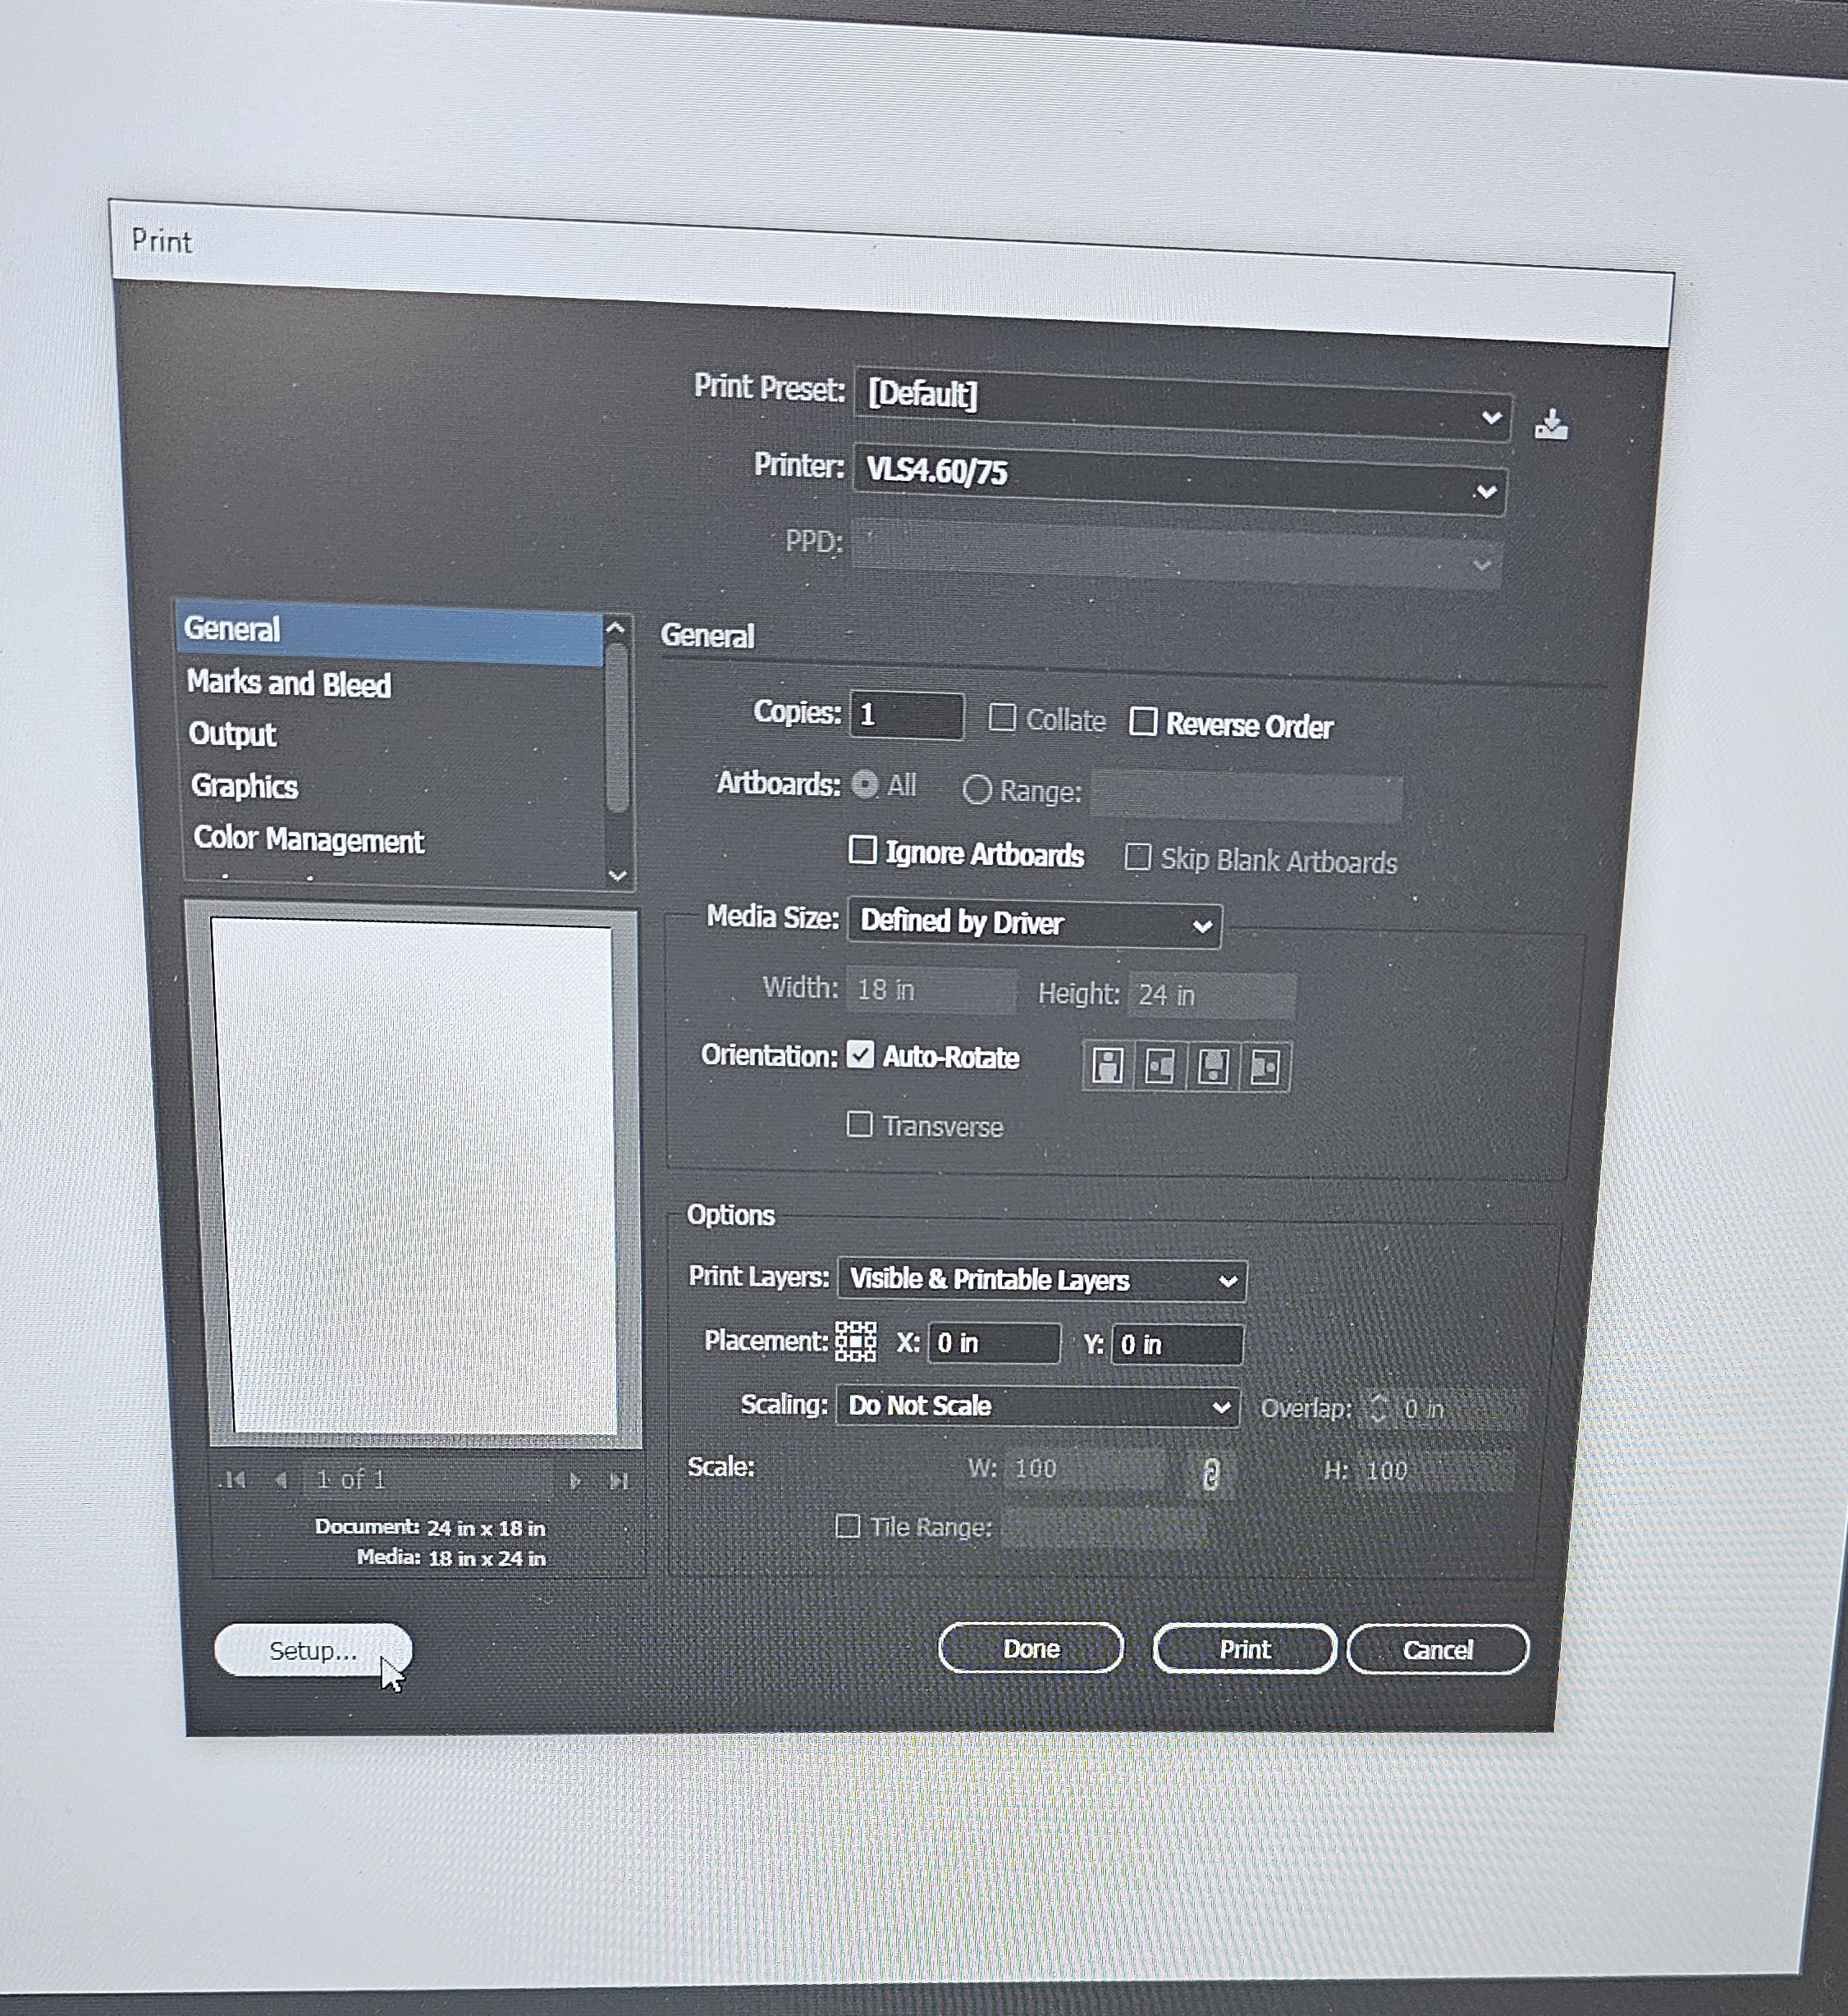 Print
Print Preset: [Default]
Printer: VLS4.60/75
PPD:
General
Marks and Bleed
Output
Graphics
Color Management
General
Copies: 1 Collate Reverse Order
Artboards: All Range:
Ignore Artboards Skip Blank Artboards
Media Size: Defined by Driver
Width: 18 in Height: 24 in
Orientation: Auto-Rotate
Transverse
Options
Print Layers: Visible & Printable Layers
Placement: X: 0 in Y: 0 in
Scaling: Do Not Scale Overlap: 0 in
Scale: W: 100 H: 100
Tile Range:
1 of 1
Document: 24 in x 18 in
Media: 18 in x 24 in
Setup... Done Print Cancel